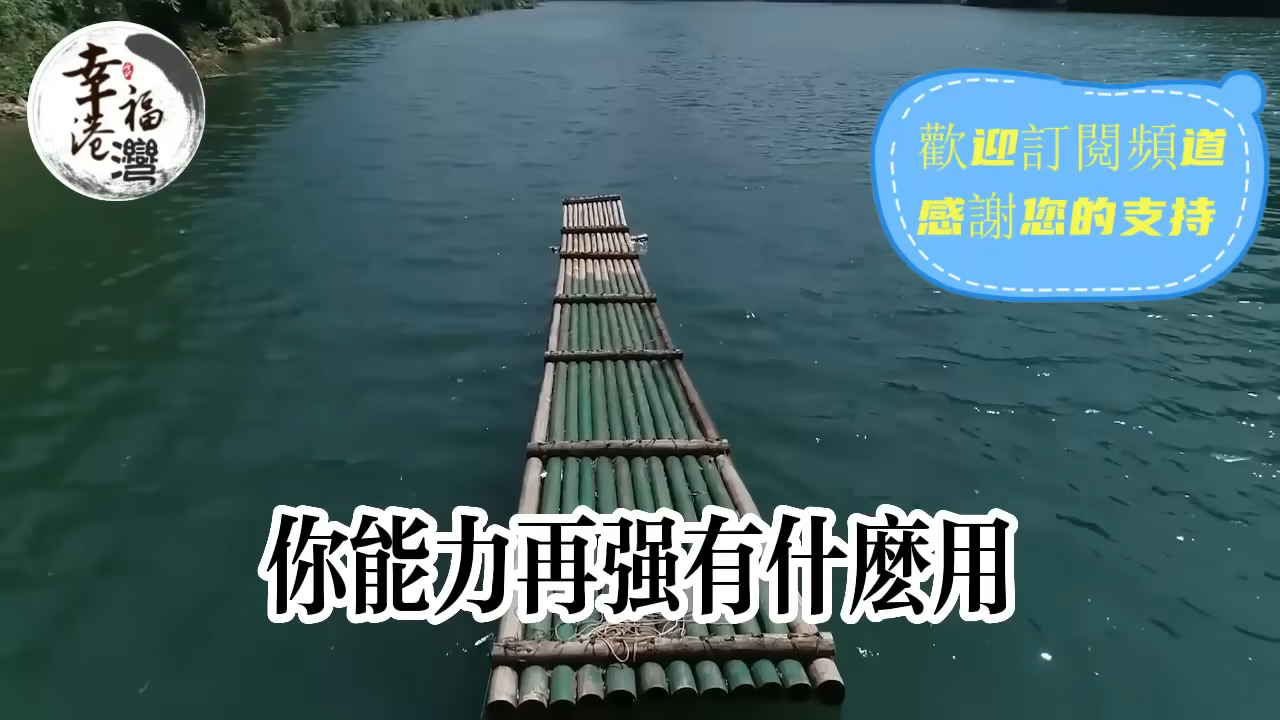 幸福
港灣
歡迎訂閱頻道
感謝您的支持
你能力再强有什麽用